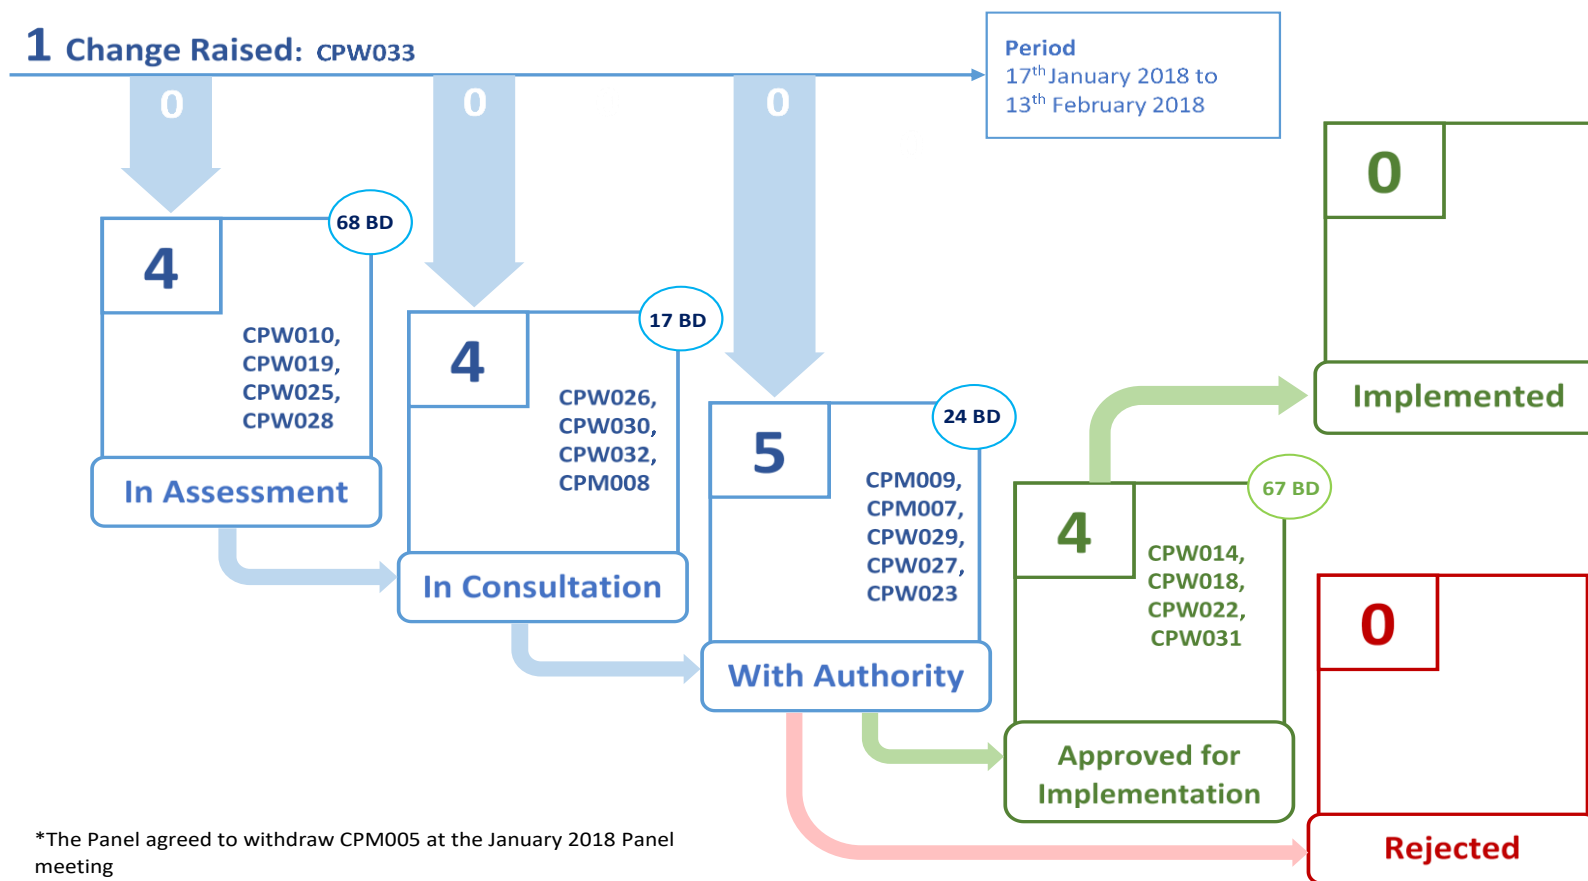 1 Change Raised: CPW033
Period
17th January 2018 to
13th February 2018
0
0
0
0
68 BD
4
CPW010,
CPW019,
CPW025,
CPW028
In Assessment
17 BD
4
CPW026,
CPW030,
CPW032,
CPM008
In Consultation
24 BD
5
CPM009,
CPM007,
CPW029,
CPW027,
CPW023
With Authority
Implemented
67 BD
4
CPW014,
CPW018,
CPW022,
CPW031
Approved for
Implementation
0
Rejected
*The Panel agreed to withdraw CPM005 at the January 2018 Panel
meeting